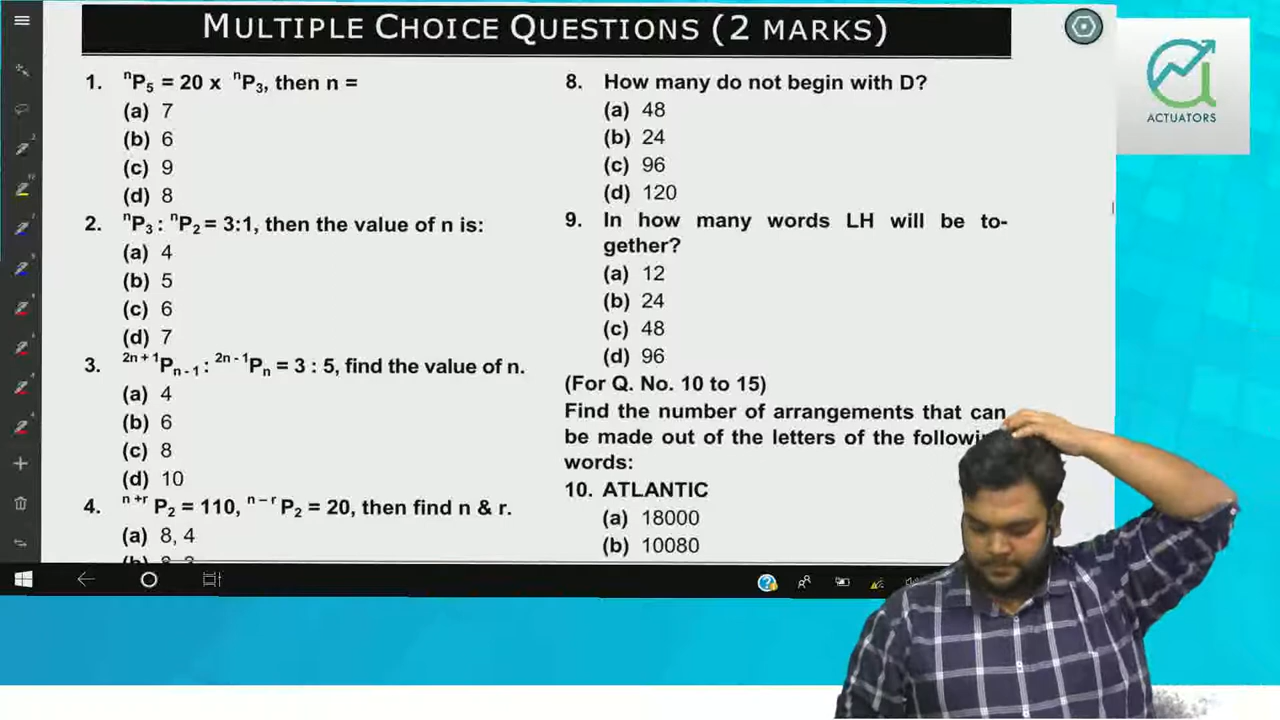 MULTIPLE CHOICE QUESTIONS (2 MARKS)
1. ⁿP₅ = 20 x ⁿP₃, then n =
(a) 7
(b) 6
(c) 9
(d) 8
2. ⁿP₃ : ⁿP₂ = 3:1, then the value of n is:
(a) 4
(b) 5
(c) 6
(d) 7
3. ²ⁿ⁺¹Pₙ₋₁ : ²ⁿ⁻¹Pₙ = 3 : 5, find the value of n.
(a) 4
(b) 6
(c) 8
(d) 10
4. ⁿ⁺ʳP₂ = 110, ⁿ⁻ʳP₂ = 20, then find n & r.
(a) 8, 4
8. How many do not begin with D?
(a) 48
(b) 24
(c) 96
(d) 120
9. In how many words LH will be to-
gether?
(a) 12
(b) 24
(c) 48
(d) 96
(For Q. No. 10 to 15)
Find the number of arrangements that can
be made out of the letters of the following
words:
10. ATLANTIC
(a) 18000
(b) 10080
ACTUATORS